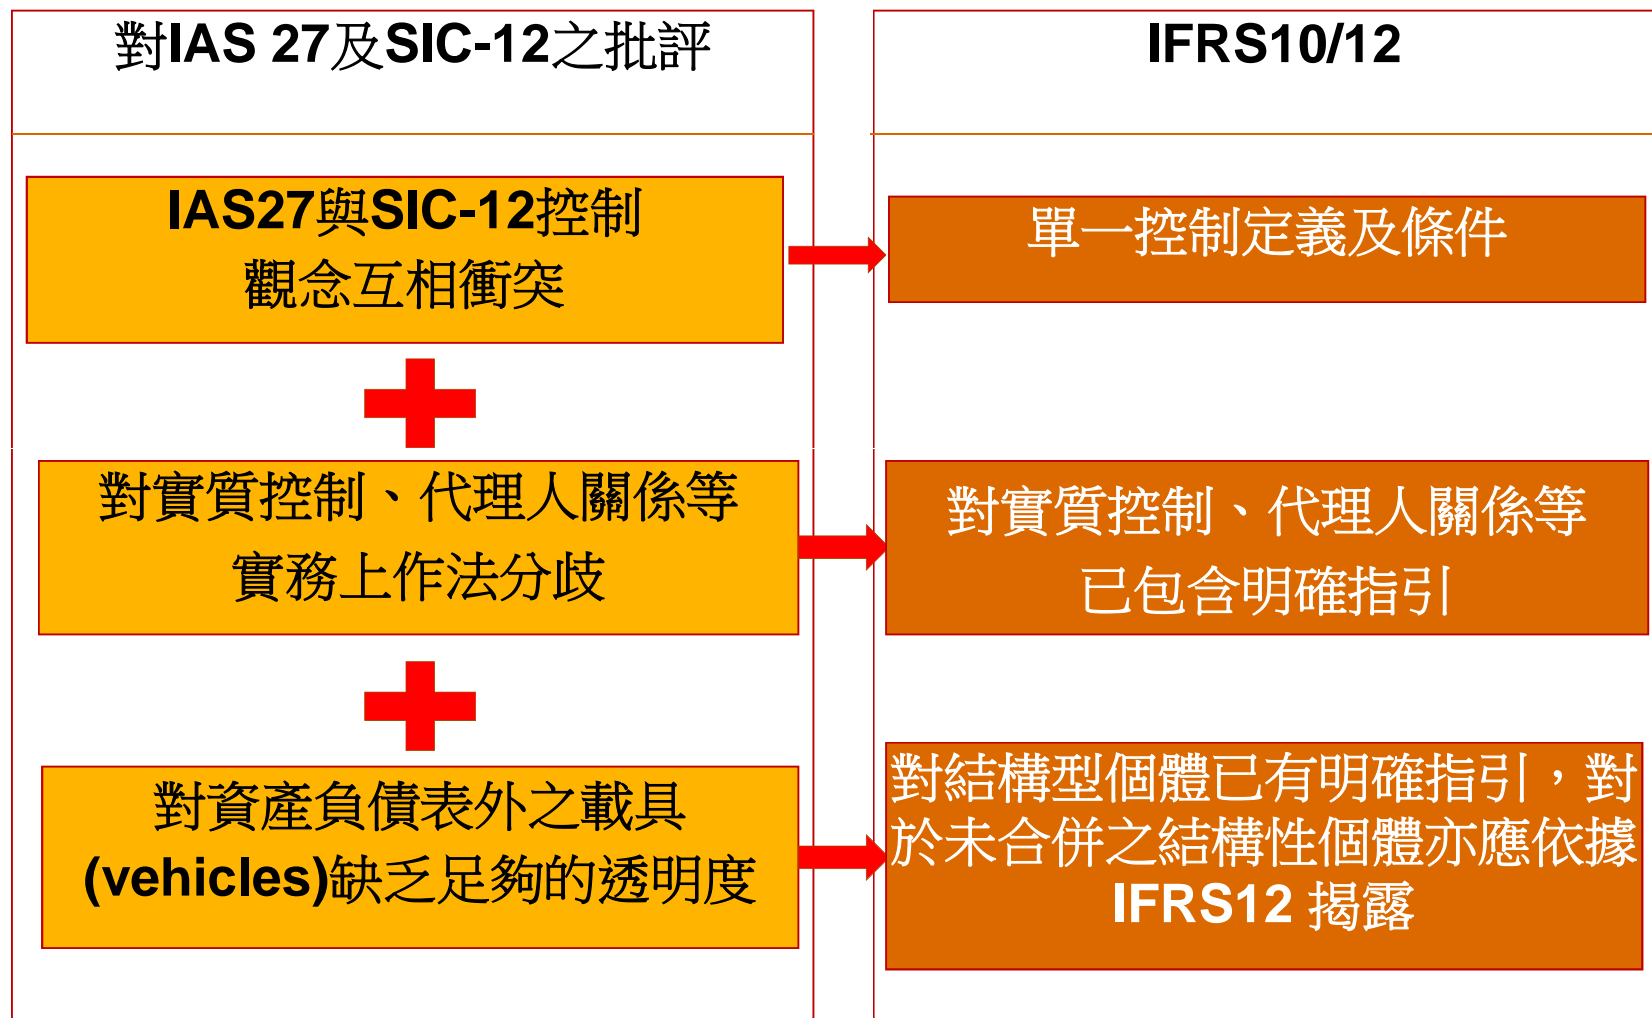 對IAS 27及SIC-12之批評
IFRS10/12
IAS27與SIC-12控制
觀念互相衝突
單一控制定義及條件
對實質控制、代理人關係等
實務上作法分歧
對實質控制、代理人關係等
已包含明確指引
對資產負債表外之載具
(vehicles)缺乏足夠的透明度
對結構型個體已有明確指引，對
於未合併之結構性個體亦應依據
IFRS12 揭露